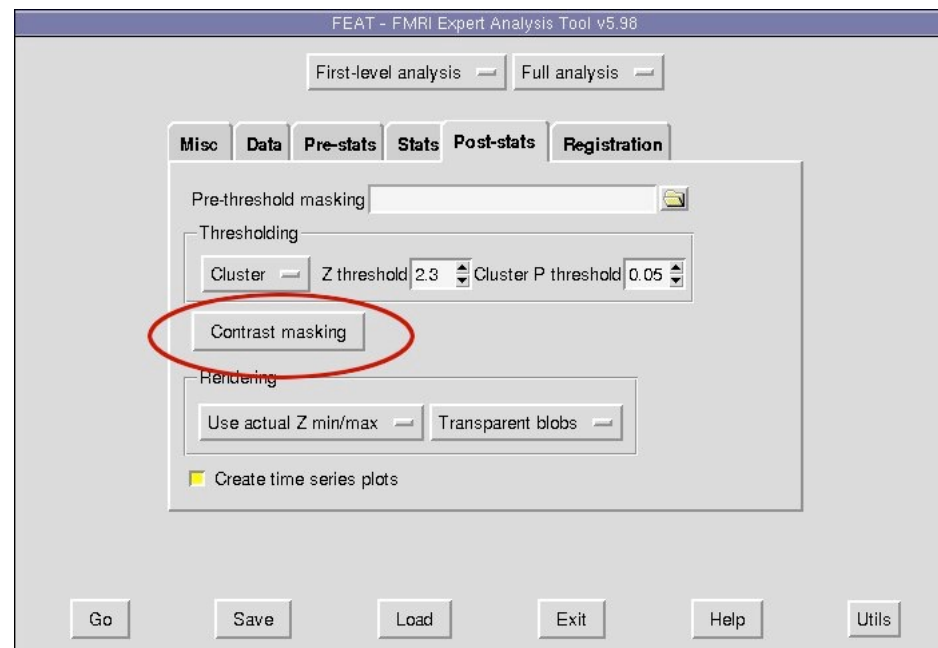 FEAT - FMRI Expert Analysis Tool v5.98
First-level analysis Full analysis
Misc Data Pre-stats Stats Post-stats Registration
Pre-threshold masking
Thresholding
Cluster Z threshold 2.3 Cluster P threshold 0.05
Contrast masking
Rendering
Use actual Z min/max Transparent blobs
Create time series plots
Go Save Load Exit Help Utils